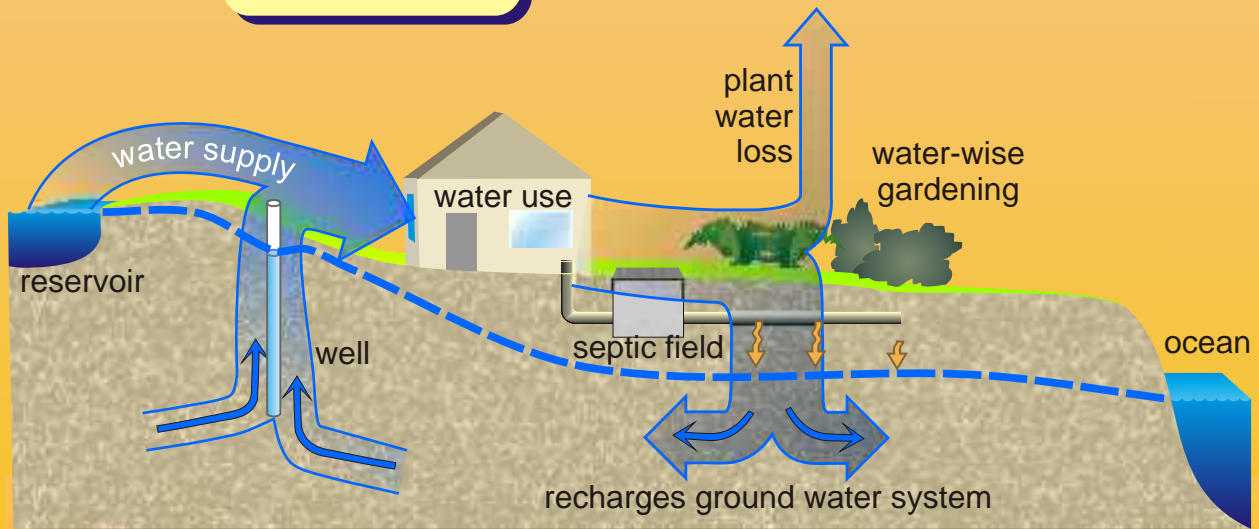 plant
water
loss
water-wise
gardening
water supply
water use
reservoir
well
septic field
ocean
recharges ground water system